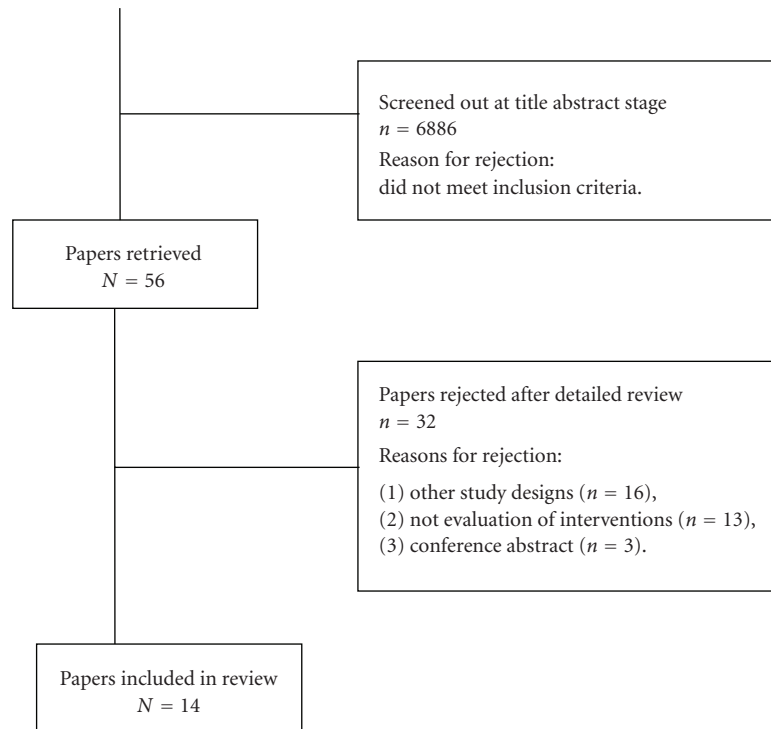 Screened out at title abstract stage
n = 6886
Reason for rejection:
did not meet inclusion criteria.
Papers retrieved
N = 56
Papers rejected after detailed review
n = 32
Reasons for rejection:
(1) other study designs (n = 16),
(2) not evaluation of interventions (n = 13),
(3) conference abstract (n = 3).
Papers included in review
N = 14